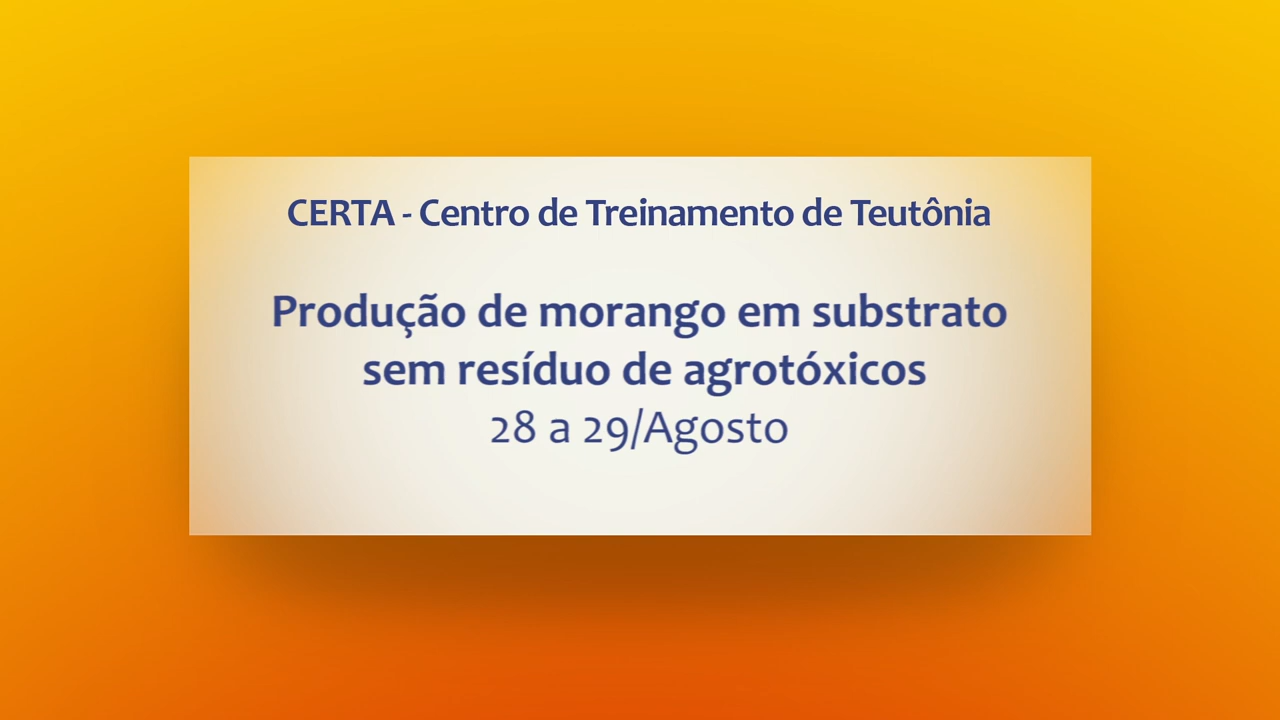 CERTA - Centro de Treinamento de Teutônia
Produção de morango em substrato
sem resíduo de agrotóxicos
28 a 29/Agosto